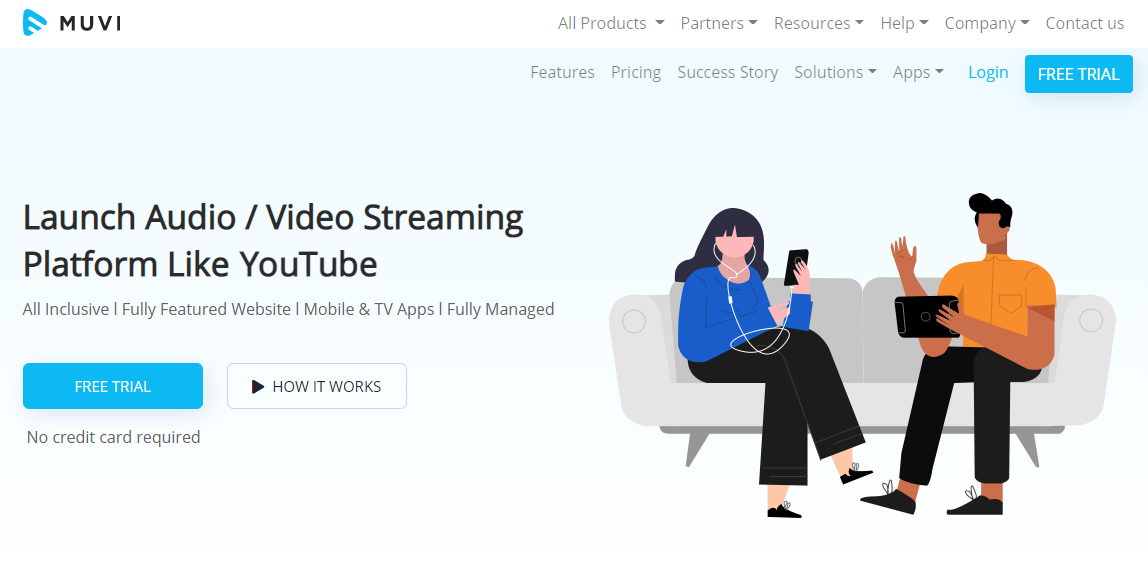 MUVI
All Products Partners Resources Help Company Contact us
Features Pricing Success Story Solutions Apps Login FREE TRIAL
Launch Audio / Video Streaming
Platform Like YouTube
All Inclusive l Fully Featured Website l Mobile & TV Apps l Fully Managed
FREE TRIAL
HOW IT WORKS
No credit card required